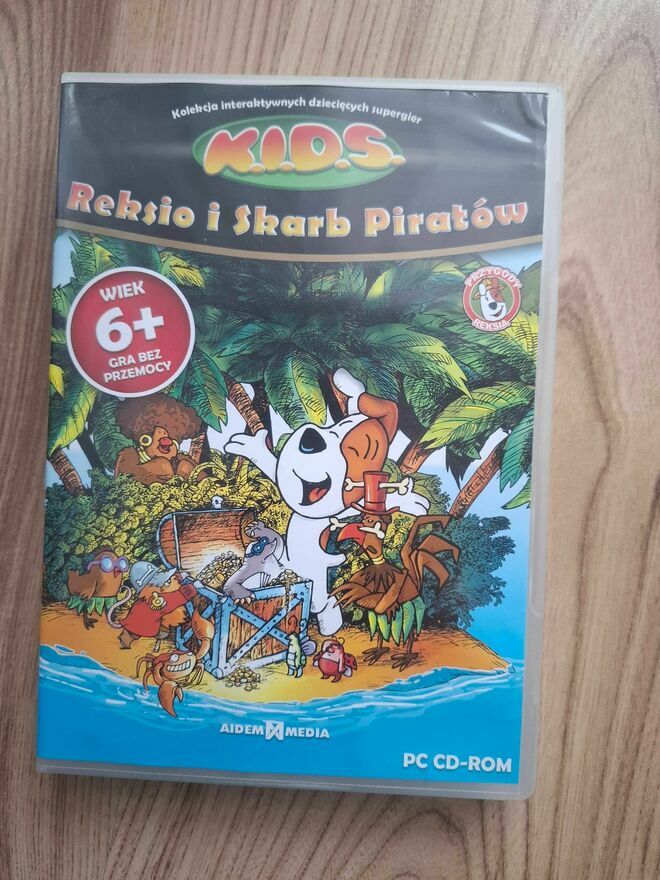 Kolekcja interaktywnych dziecięcych supergier
K.I.D.S.
Reksio i Skarb Piratów
WIEK
6+
GRA BEZ
PRZEMOCY
PRZYGODY
REKSIA
AIDEM MEDIA
PC CD-ROM